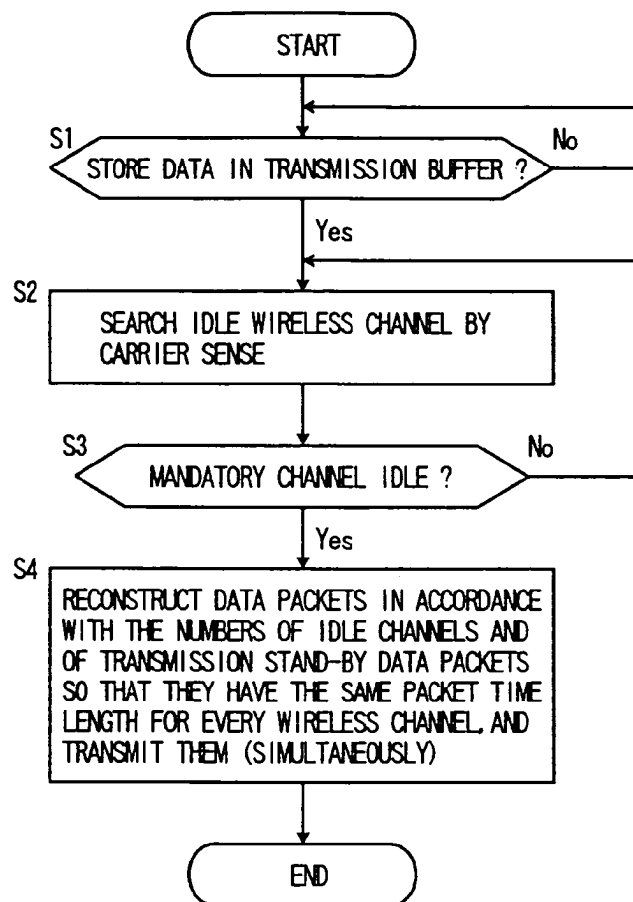 START
S1
STORE DATA IN TRANSMISSION BUFFER ?
No
Yes
S2
SEARCH IDLE WIRELESS CHANNEL BY
CARRIER SENSE
S3
MANDATORY CHANNEL IDLE ?
No
Yes
S4
RECONSTRUCT DATA PACKETS IN ACCORDANCE
WITH THE NUMBERS OF IDLE CHANNELS AND
OF TRANSMISSION STAND-BY DATA PACKETS
SO THAT THEY HAVE THE SAME PACKET TIME
LENGTH FOR EVERY WIRELESS CHANNEL, AND
TRANSMIT THEM (SIMULTANEOUSLY)
END